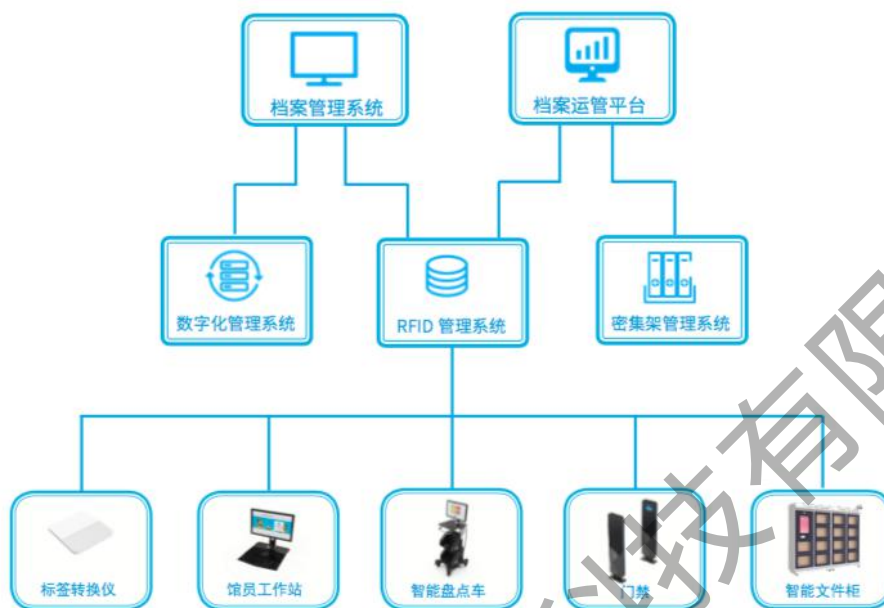 档案管理系统
档案运管平台
数字化管理系统
RFID 管理系统
密集架管理系统
标签转换仪
馆员工作站
智能盘点车
门禁
智能文件柜
科技有限